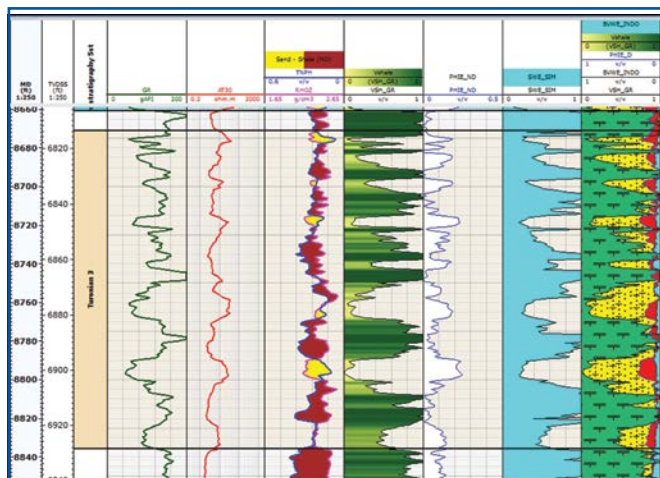 MD
(ft)
1:250
TVDSS
(ft)
1:250
stratigraphy Set
GR
0 gAPI 200
AT30
0.2 ohm.m 2000
Sand - Shale (ND)
TNPH
0.6 v/v 0
RHOZ
1.65 g/cm3 2.65
Vshale
0 (VSH_GR) 1
VSH_GR
PHIE_ND
PHIE_ND
0 v/v 0.5
SWE_SIM
SWE_SIM
0 v/v 1
BVWE_INDO
Vshale
0 (VSH_GR) 1
PHIE_D
1 v/v 0
BVWE_INDO
1 v/v 0
VSH_GR
0 v/v 1
8660
8680
8700
8720
8740
8760
8780
8800
8820
8840
6820
6840
6860
6880
6900
6920
Turonian 3